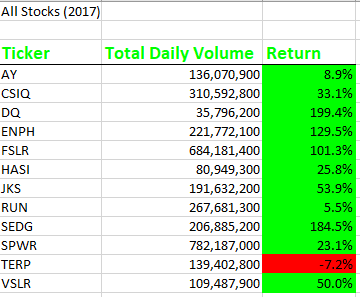 All Stocks (2017)
Ticker Total Daily Volume Return
AY 136,070,900 8.9%
CSIQ 310,592,800 33.1%
DQ 35,796,200 199.4%
ENPH 221,772,100 129.5%
FSLR 684,181,400 101.3%
HASI 80,949,300 25.8%
JKS 191,632,200 53.9%
RUN 267,681,300 5.5%
SEDG 206,885,200 184.5%
SPWR 782,187,000 23.1%
TERP 139,402,800 -7.2%
VSLR 109,487,900 50.0%